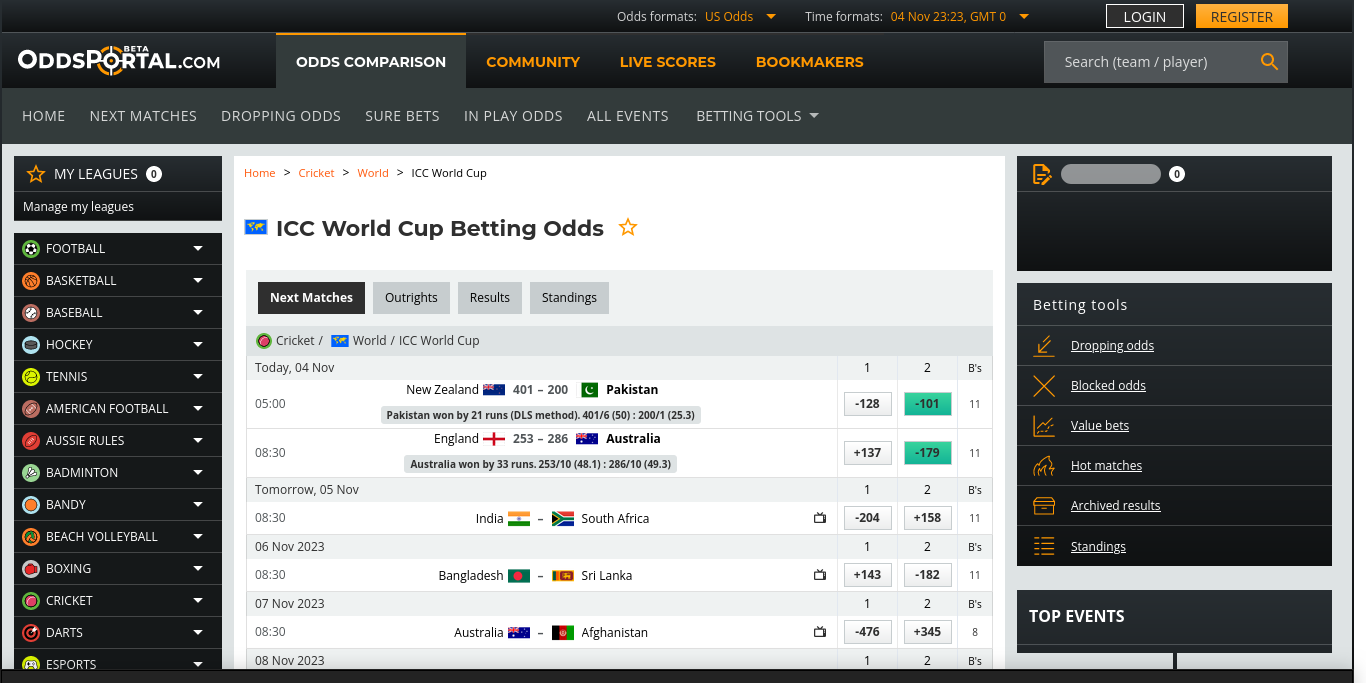 Odds formats: US Odds Time formats: 04 Nov 23:23, GMT 0 LOGIN REGISTER
ODDSPORTAL.COM BETA
ODDS COMPARISON COMMUNITY LIVE SCORES BOOKMAKERS Search (team / player)
HOME NEXT MATCHES DROPPING ODDS SURE BETS IN PLAY ODDS ALL EVENTS BETTING TOOLS
MY LEAGUES 0
Manage my leagues
FOOTBALL
BASKETBALL
BASEBALL
HOCKEY
TENNIS
AMERICAN FOOTBALL
AUSSIE RULES
BADMINTON
BANDY
BEACH VOLLEYBALL
BOXING
CRICKET
DARTS
ESPORTS
Home > Cricket > World > ICC World Cup
ICC World Cup Betting Odds
Next Matches Outrights Results Standings
Cricket / World / ICC World Cup
Today, 04 Nov 1 2 B's
05:00 New Zealand 401 – 200 Pakistan -128 -101 11
Pakistan won by 21 runs (DLS method). 401/6 (50) : 200/1 (25.3)
08:30 England 253 – 286 Australia +137 -179 11
Australia won by 33 runs. 253/10 (48.1) : 286/10 (49.3)
Tomorrow, 05 Nov 1 2 B's
08:30 India – South Africa -204 +158 11
06 Nov 2023 1 2 B's
08:30 Bangladesh – Sri Lanka +143 -182 11
07 Nov 2023 1 2 B's
08:30 Australia – Afghanistan -476 +345 8
08 Nov 2023 1 2 B's
0
Betting tools
Dropping odds
Blocked odds
Value bets
Hot matches
Archived results
Standings
TOP EVENTS